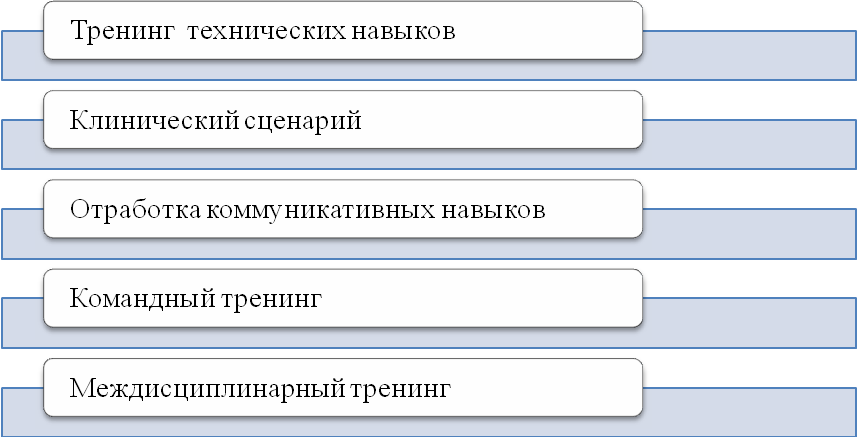 Тренинг технических навыков
Клинический сценарий
Отработка коммуникативных навыков
Командный тренинг
Междисциплинарный тренинг